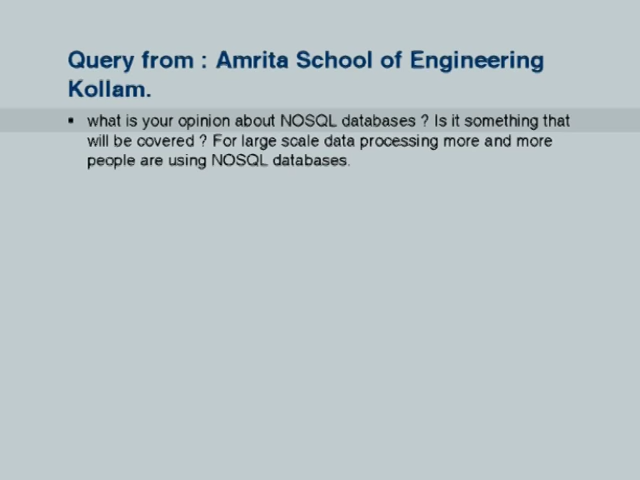 Query from : Amrita School of Engineering
Kollam.
▪ what is your opinion about NOSQL databases ? Is it something that
will be covered ? For large scale data processing more and more
people are using NOSQL databases.